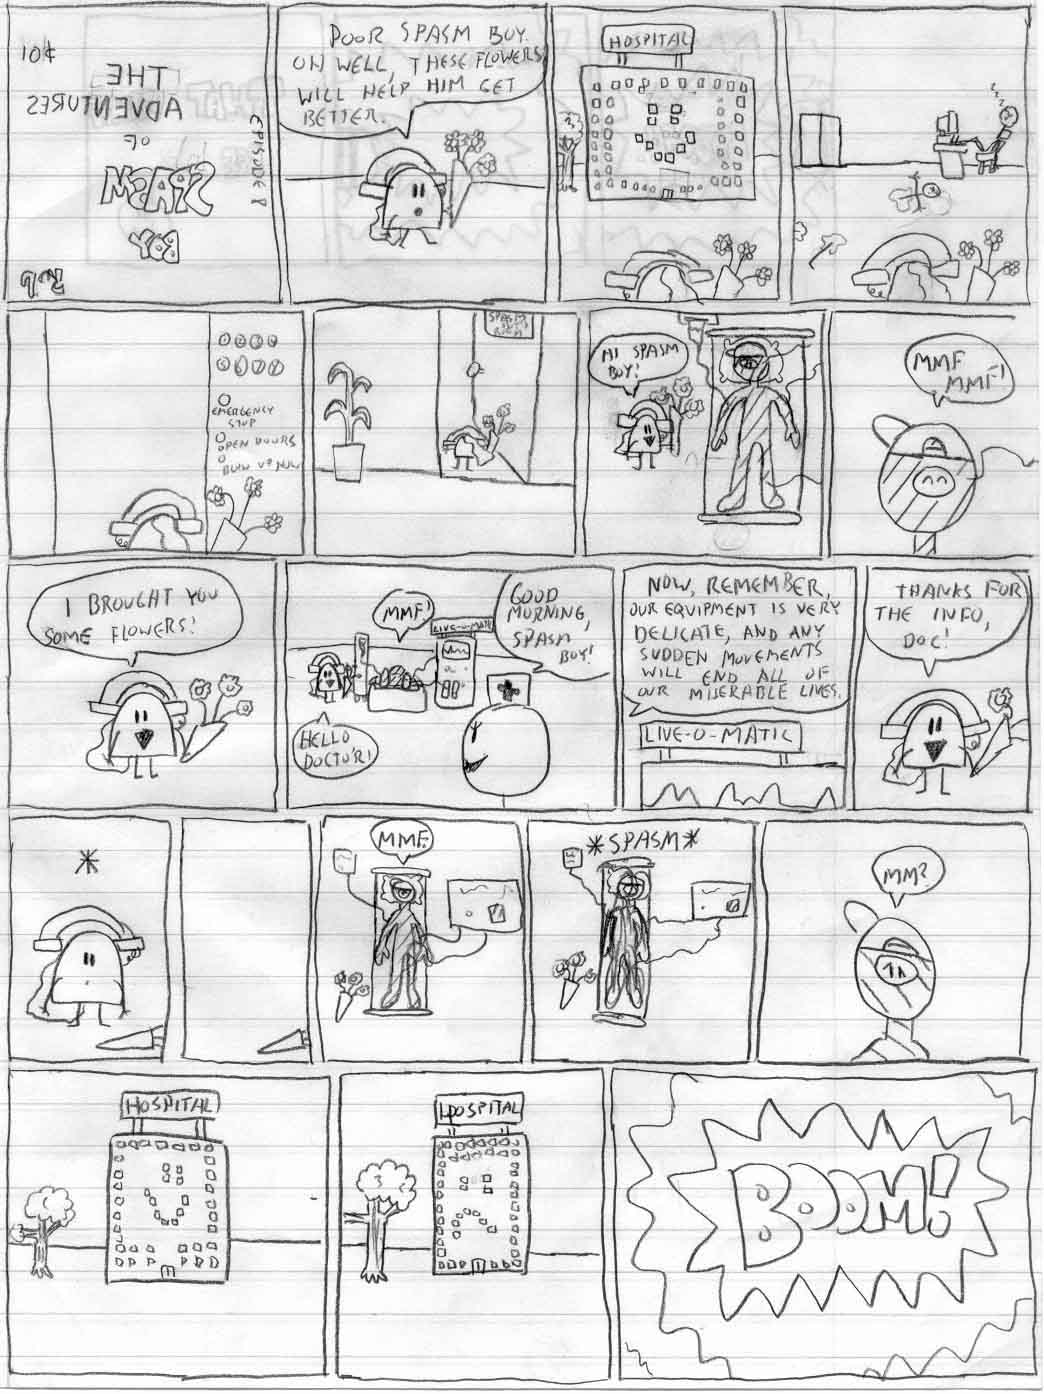 10¢
THE
ADVENTURES
OF
SPASM
BOY
EPISODE 8
POOR SPASM BOY.
OH WELL, THESE FLOWERS
WILL HELP HIM GET
BETTER.
HOSPITAL
EMERGENCY
STOP
OPEN DOORS
BLOW UP NOW
SPASM
BOY'S
ROOM
HI SPASM
BOY!
MMF
MMF!
I BROUGHT YOU
SOME FLOWERS!
MMF!
LIVE-O-MATIC
GOOD
MORNING,
SPASM
BOY!
HELLO
DOCTOR!
NOW, REMEMBER,
OUR EQUIPMENT IS VERY
DELICATE, AND ANY
SUDDEN MOVEMENTS
WILL END ALL OF
OUR MISERABLE LIVES.
LIVE-O-MATIC
THANKS FOR
THE INFO,
DOC!
MMF.
*SPASM*
MM?
HOSPITAL
HOSPITAL
BOOM!